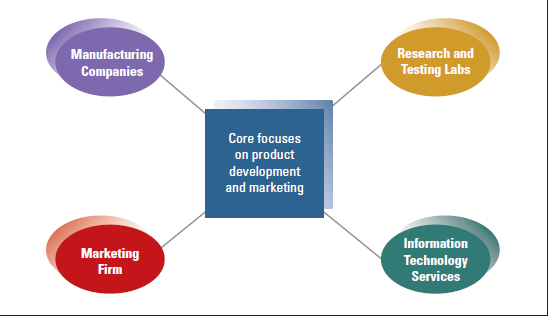 Manufacturing
Companies
Research and
Testing Labs
Core focuses
on product
development
and marketing
Marketing
Firm
Information
Technology
Services